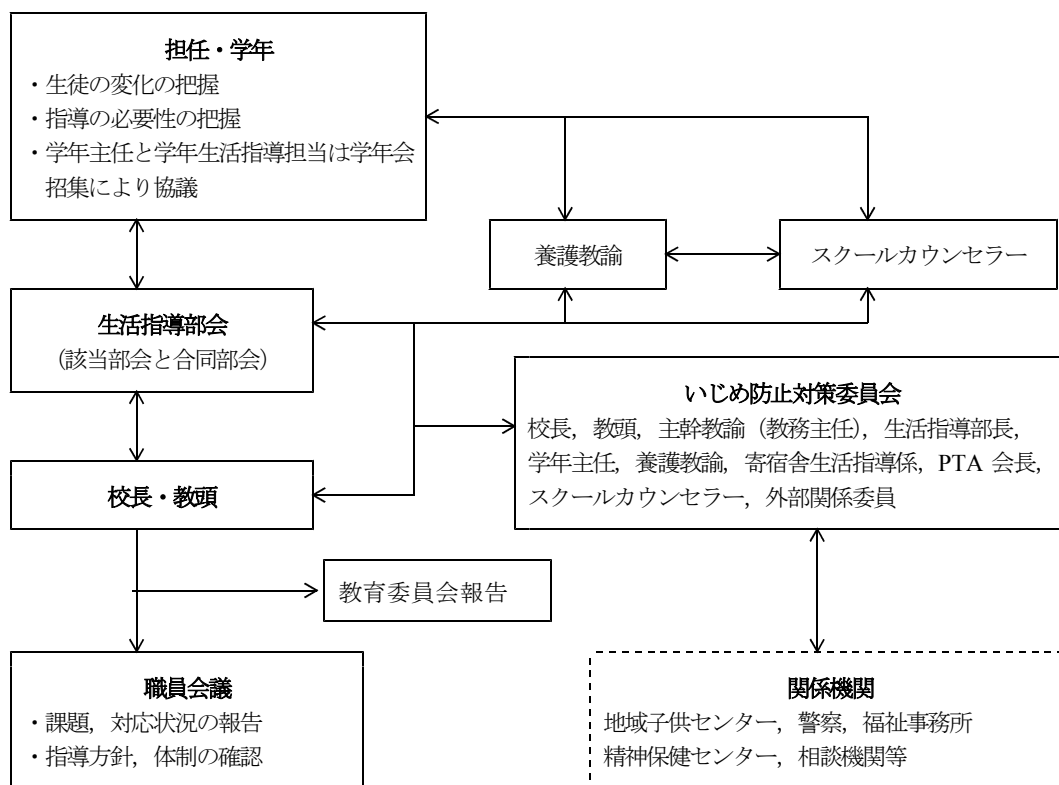 担任・学年
・生徒の変化の把握
・指導の必要性の把握
・学年主任と学年生活指導担当は学年会
招集により協議
養護教諭
スクールカウンセラー
生活指導部会
（該当部会と合同部会）
いじめ防止対策委員会
校長，教頭，主幹教諭（教務主任），生活指導部長，
学年主任，養護教諭，寄宿舎生活指導係，PTA 会長，
スクールカウンセラー，外部関係委員
校長・教頭
教育委員会報告
職員会議
・課題，対応状況の報告
・指導方針，体制の確認
関係機関
地域子供センター，警察，福祉事務所
精神保健センター，相談機関等